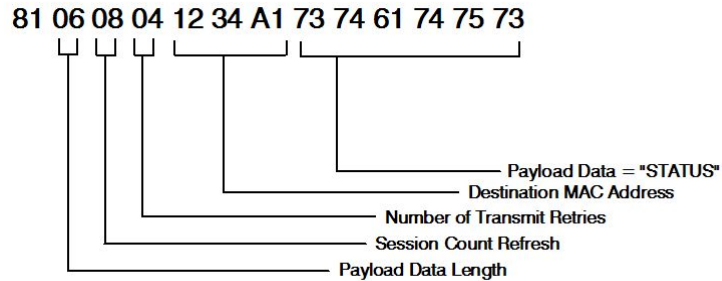 81 06 08 04 12 34 A1 73 74 61 74 75 73
Payload Data = "STATUS"
Destination MAC Address
Number of Transmit Retries
Session Count Refresh
Payload Data Length